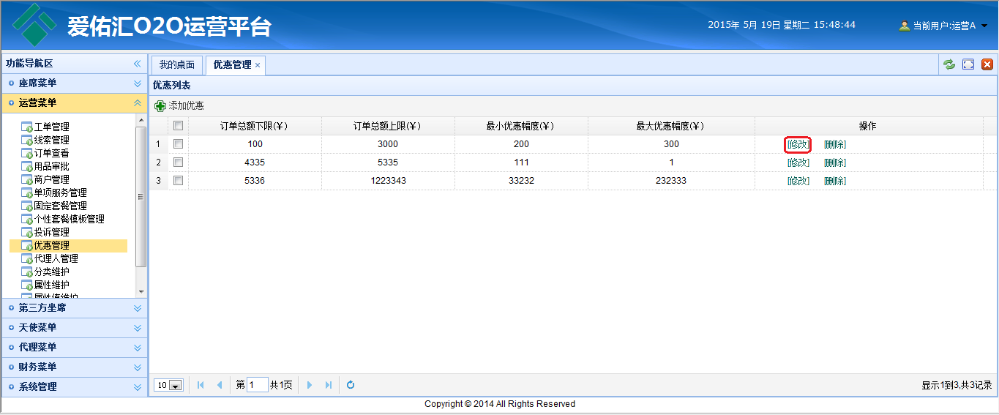 爱佑汇O2O运营平台
2015年 5月 19日 星期二 15:48:44
当前用户:运营A
功能导航区
座席菜单
运营菜单
工单管理
线索管理
订单查看
用品审批
商户管理
单项服务管理
固定套餐管理
个性套餐模板管理
投诉管理
优惠管理
代理人管理
分类维护
属性维护
属性值维护
第三方坐席
天使菜单
代理菜单
财务菜单
系统管理
我的桌面 优惠管理 ×
优惠列表
添加优惠
订单总额下限(¥) 订单总额上限(¥) 最小优惠幅度(¥) 最大优惠幅度(¥) 操作
1 100 3000 200 300 [修改] [删除]
2 4335 5335 111 1 [修改] [删除]
3 5336 1223343 33232 232333 [修改] [删除]
10 第 1 共1页 显示1到3,共3记录
Copyright © 2014 All Rights Reserved